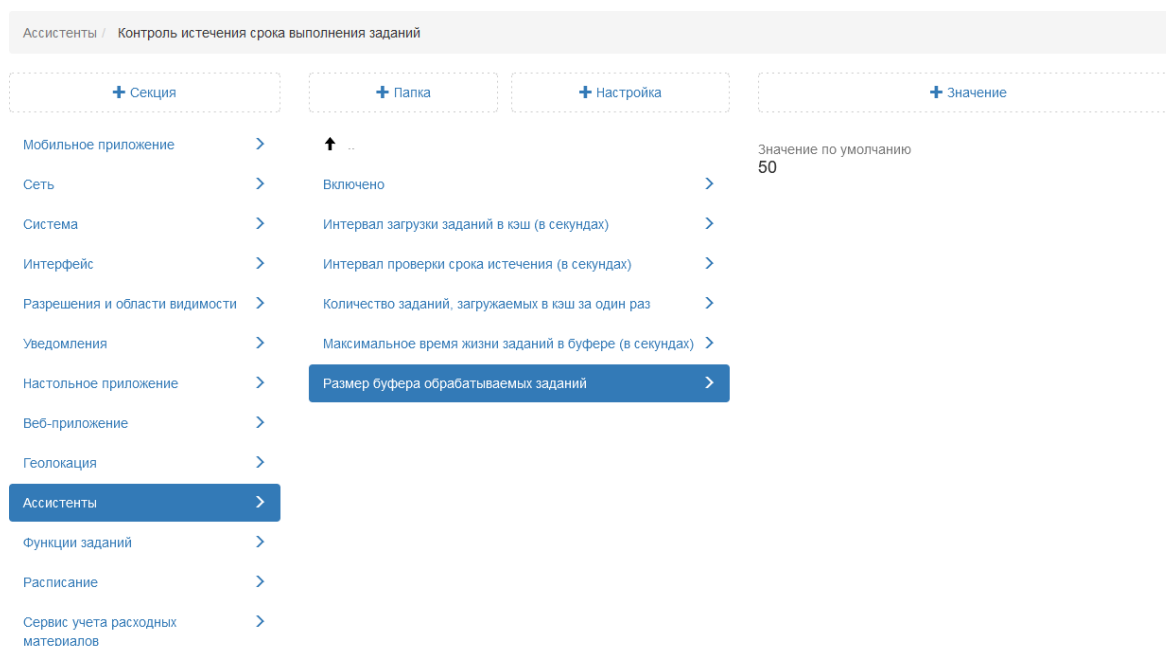 Ассистенты / Контроль истечения срока выполнения заданий
+ Секция
+ Папка
+ Настройка
+ Значение
Мобильное приложение
Сеть
Система
Интерфейс
Разрешения и области видимости
Уведомления
Настольное приложение
Веб-приложение
Геолокация
Ассистенты
Функции заданий
Расписание
Сервис учета расходных
материалов
..
Включено
Интервал загрузки заданий в кэш (в секундах)
Интервал проверки срока истечения (в секундах)
Количество заданий, загружаемых в кэш за один раз
Максимальное время жизни заданий в буфере (в секундах)
Размер буфера обрабатываемых заданий
Значение по умолчанию
50